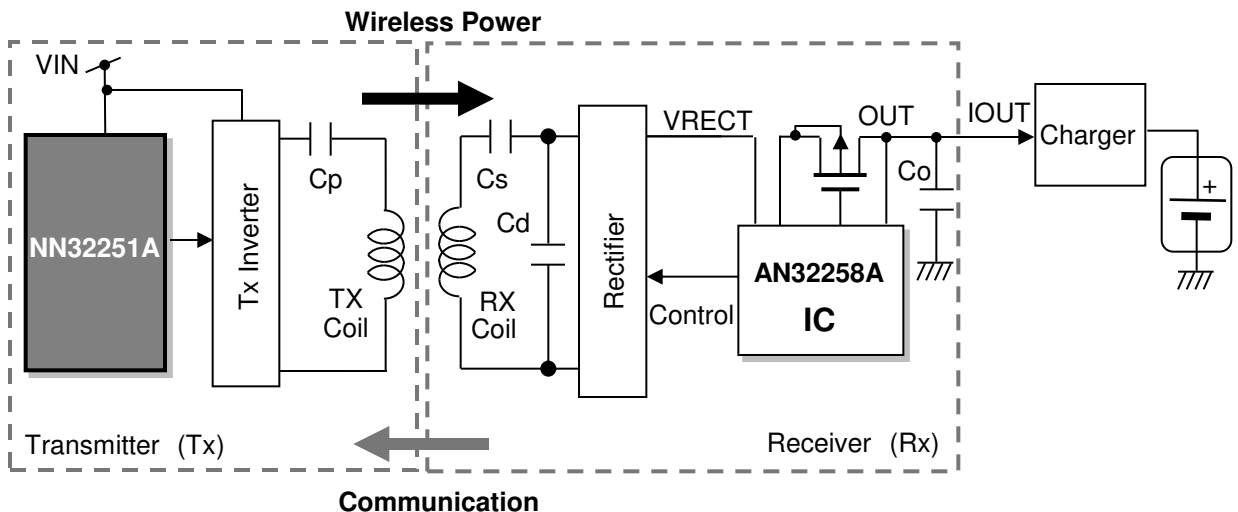 Wireless Power
VIN
NN32251A
Tx Inverter
Cp
TX
Coil
Cs
Cd
RX
Coil
Rectifier
VRECT
Control
AN32258A
IC
OUT
Co
IOUT
Charger
+
Transmitter (Tx)
Receiver (Rx)
Communication